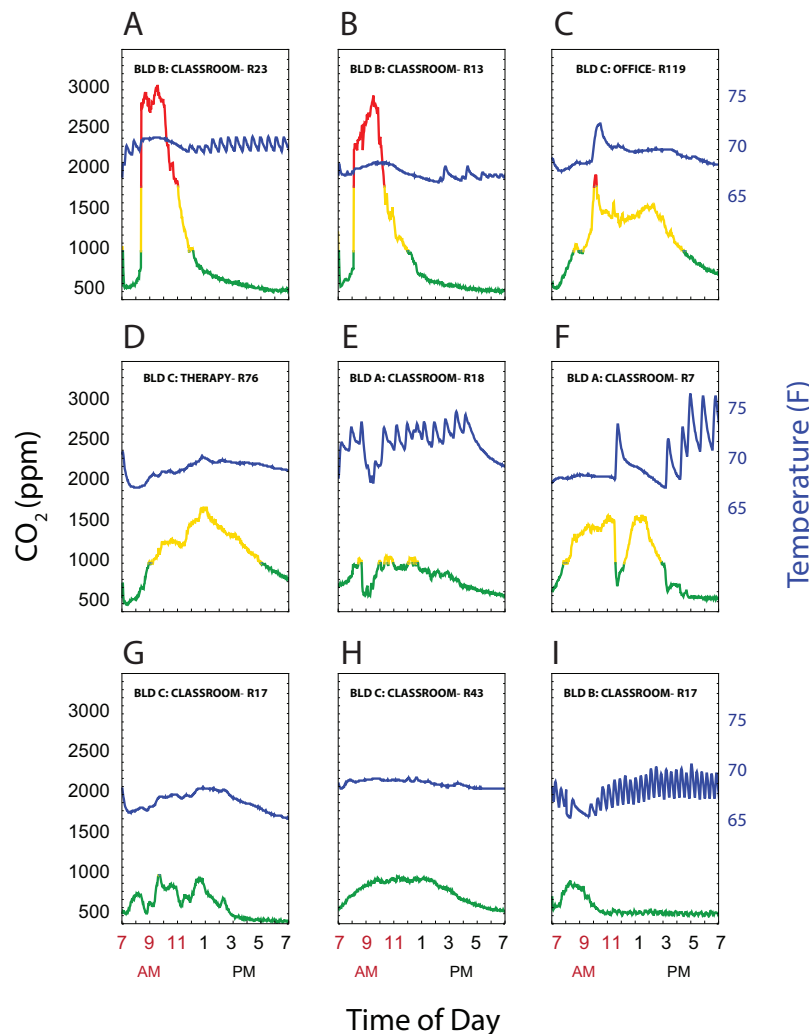 A B C
BLD B: CLASSROOM- R23 BLD B: CLASSROOM- R13 BLD C: OFFICE- R119
3000
2500
2000
1500
1000
500
75
70
65
D E F
BLD C: THERAPY- R76 BLD A: CLASSROOM- R18 BLD A: CLASSROOM- R7
3000
2500
2000
1500
1000
500
75
70
65
CO2 (ppm)
Temperature (F)
G H I
BLD C: CLASSROOM- R17 BLD C: CLASSROOM- R43 BLD B: CLASSROOM- R17
3000
2500
2000
1500
1000
500
75
70
65
7 9 11 1 3 5 7 7 9 11 1 3 5 7 7 9 11 1 3 5 7
AM PM AM PM AM PM
Time of Day